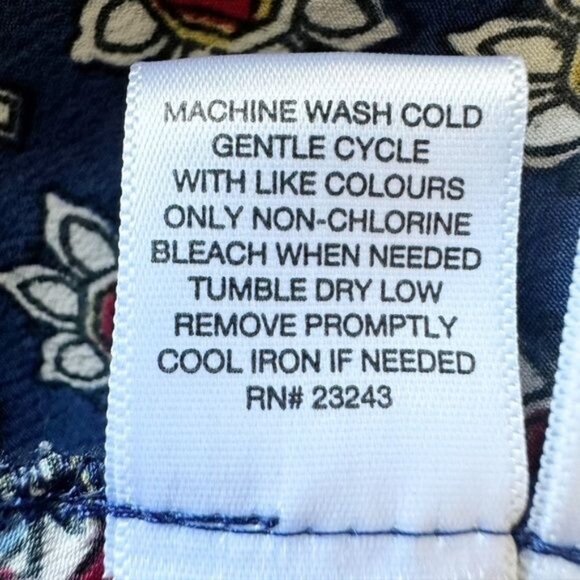 MACHINE WASH COLD
GENTLE CYCLE
WITH LIKE COLOURS
ONLY NON-CHLORINE
BLEACH WHEN NEEDED
TUMBLE DRY LOW
REMOVE PROMPTLY
COOL IRON IF NEEDED
RN# 23243